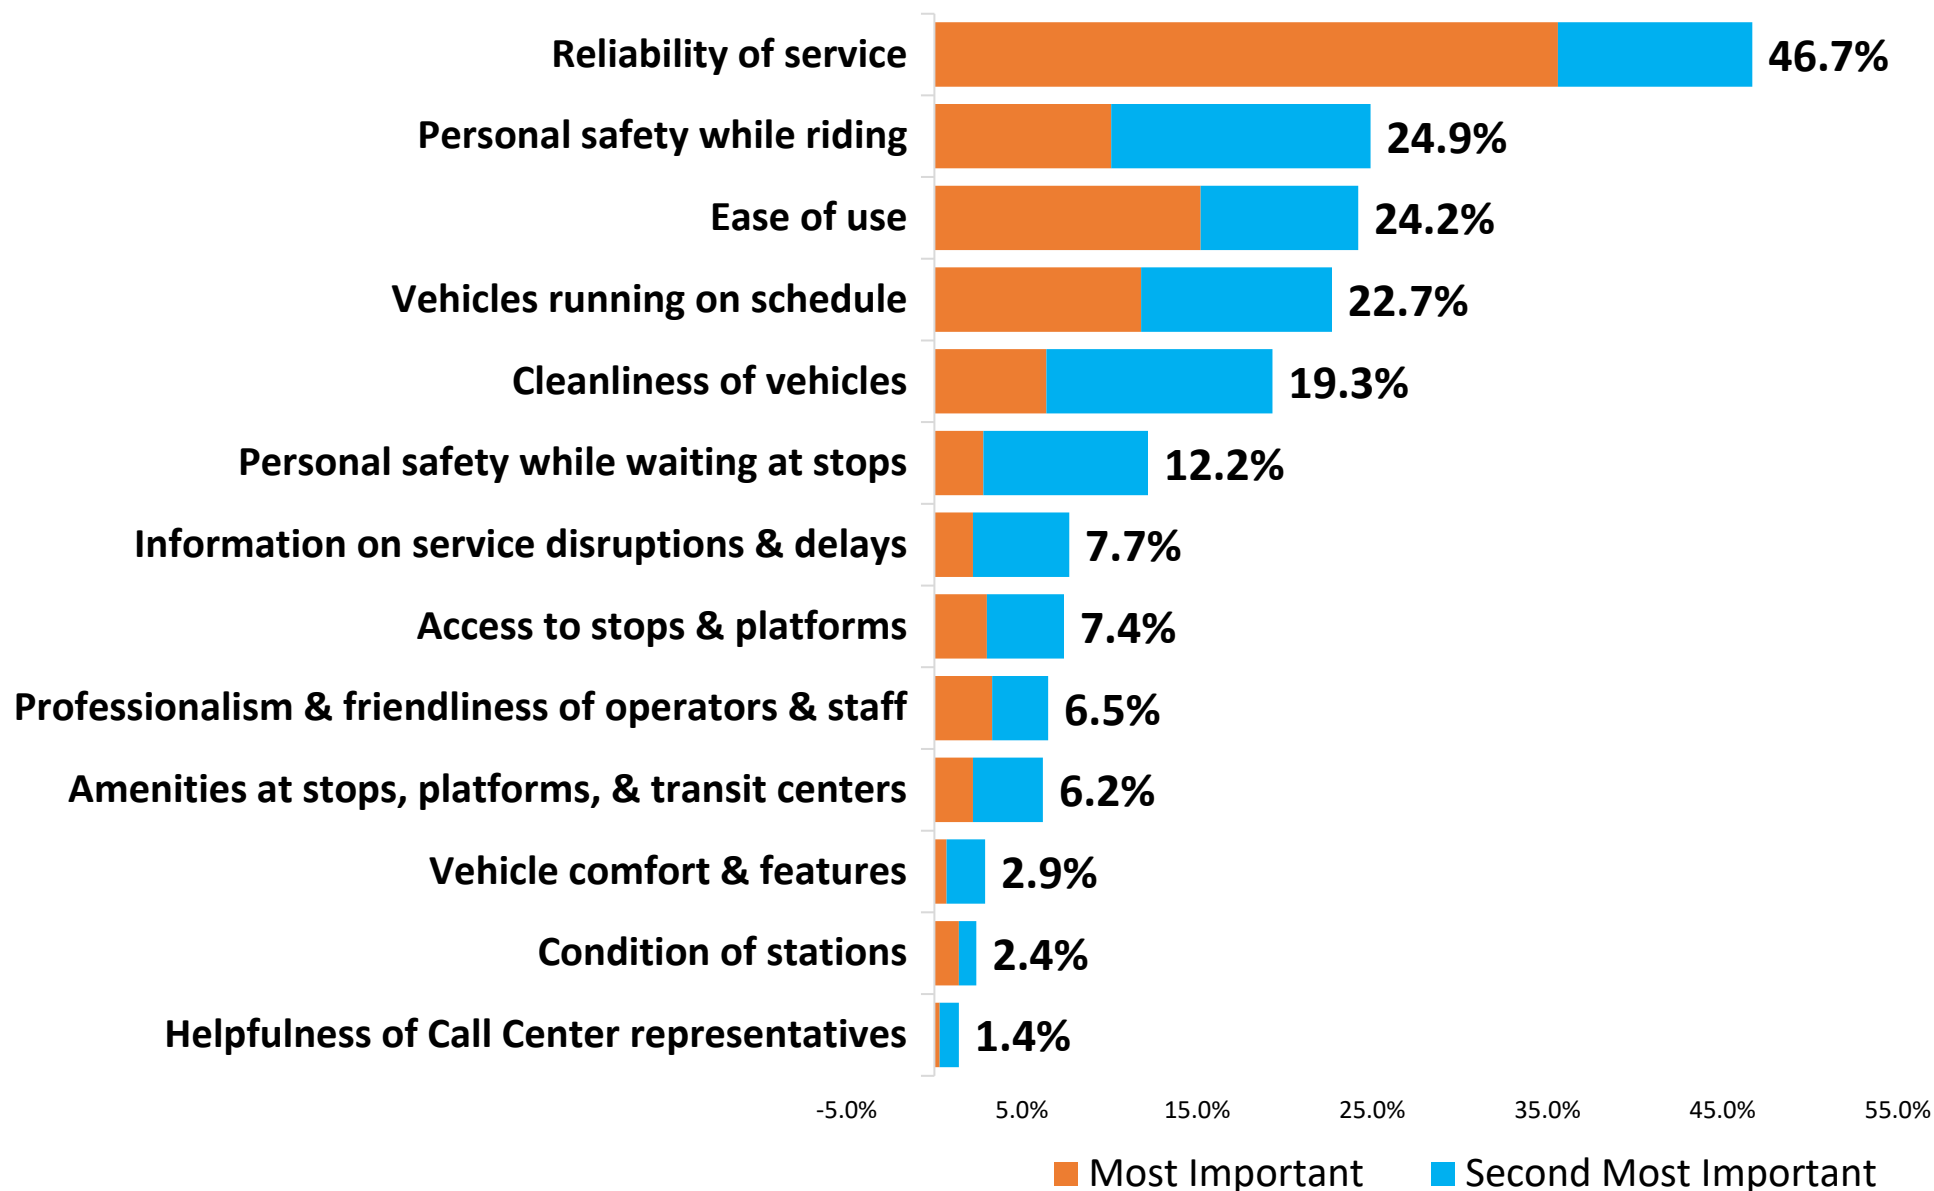 Reliability of service 46.7%
Personal safety while riding 24.9%
Ease of use 24.2%
Vehicles running on schedule 22.7%
Cleanliness of vehicles 19.3%
Personal safety while waiting at stops 12.2%
Information on service disruptions & delays 7.7%
Access to stops & platforms 7.4%
Professionalism & friendliness of operators & staff 6.5%
Amenities at stops, platforms, & transit centers 6.2%
Vehicle comfort & features 2.9%
Condition of stations 2.4%
Helpfulness of Call Center representatives 1.4%
-5.0% 5.0% 15.0% 25.0% 35.0% 45.0% 55.0%
Most Important Second Most Important